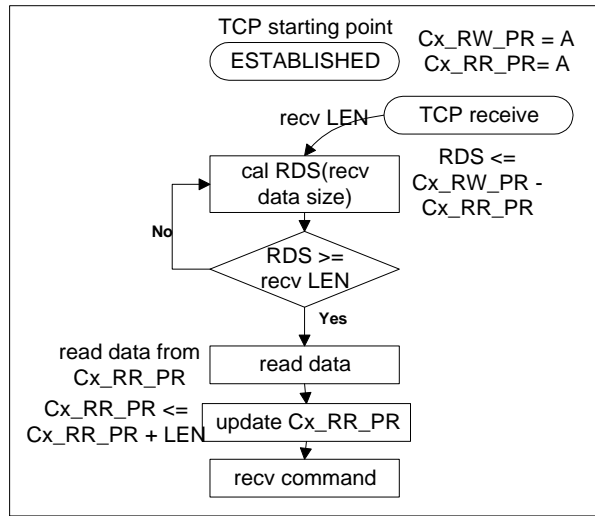 TCP starting point
ESTABLISHED
Cx_RW_PR = A
Cx_RR_PR= A
recv LEN
TCP receive
cal RDS(recv
data size)
RDS <=
Cx_RW_PR -
Cx_RR_PR
No
RDS >=
recv LEN
Yes
read data from
Cx_RR_PR
read data
Cx_RR_PR <=
Cx_RR_PR + LEN
update Cx_RR_PR
recv command